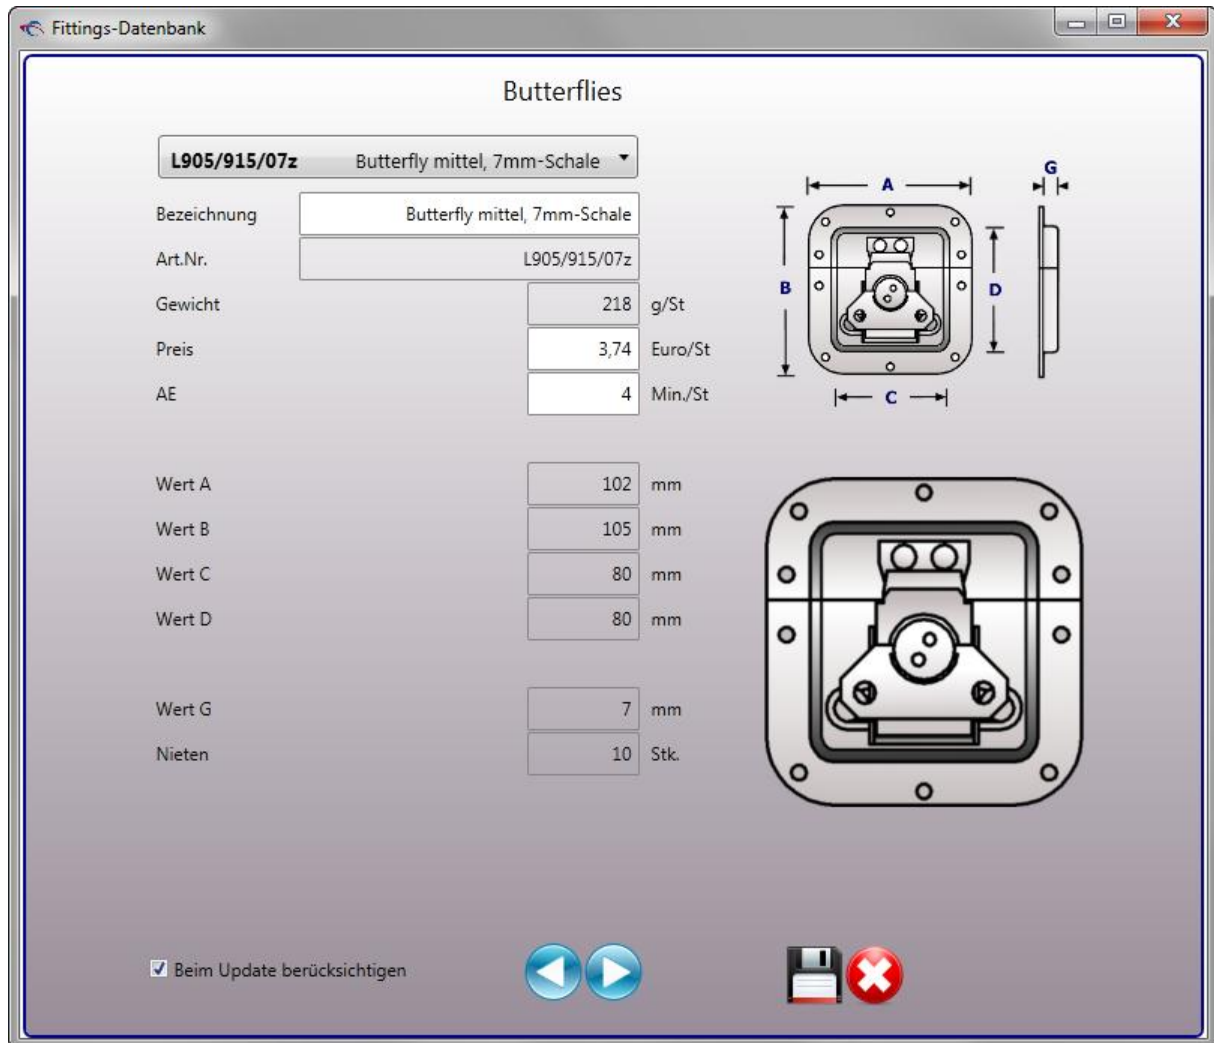 Fittings-Datenbank
Butterflies
L905/915/07z Butterfly mittel, 7mm-Schale
Bezeichnung Butterfly mittel, 7mm-Schale
Art.Nr. L905/915/07z
Gewicht 218 g/St
Preis 3,74 Euro/St
AE 4 Min./St
Wert A 102 mm
Wert B 105 mm
Wert C 80 mm
Wert D 80 mm
Wert G 7 mm
Nieten 10 Stk.
A
G
B
D
C
Beim Update berücksichtigen